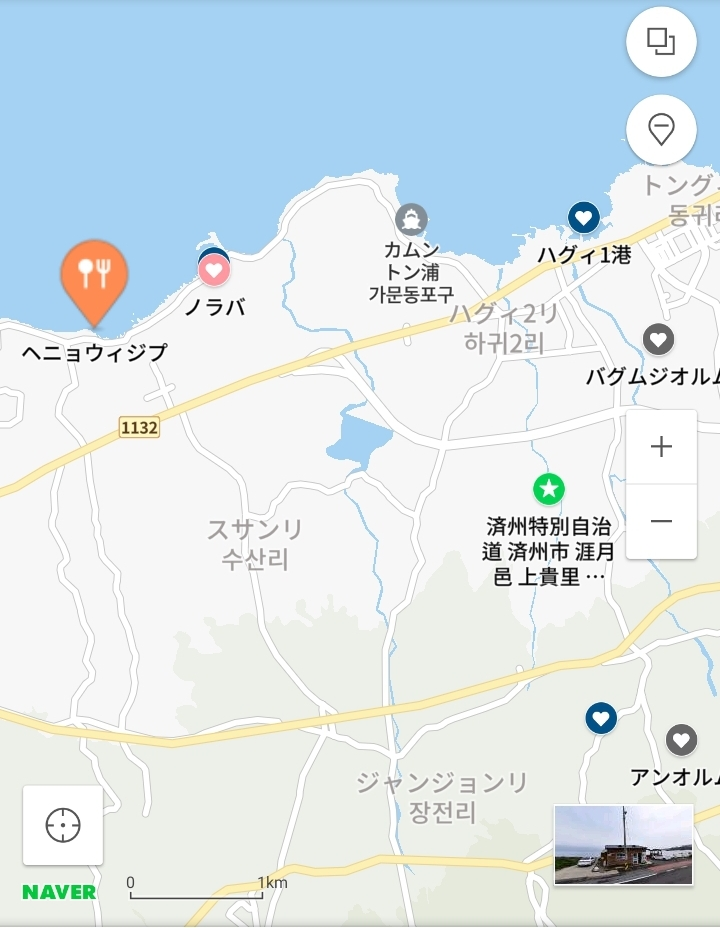 トング
동귀리
カムン
トン浦
가문동포구
ハグィ1港
ノラバ
ハグィ2リ
하귀2리
ヘニョウィジプ
バグムジオルム
1132
済州特別自治
道 済州市 涯月
邑 上貴里 …
スサンリ
수산리
ジャンジョンリ
장전리
アンオルム
NAVER
0
1km